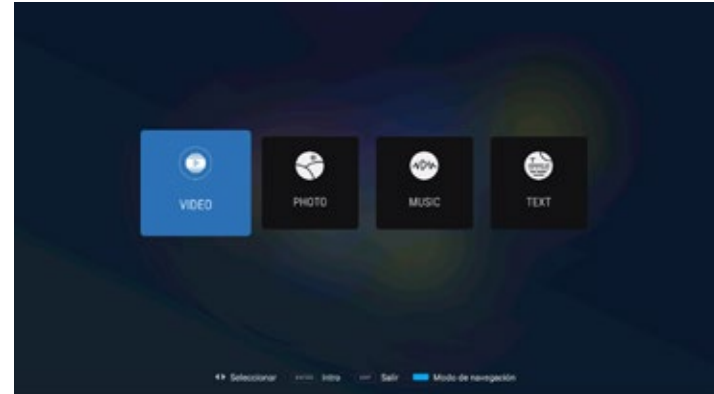 VIDEO PHOTO MUSIC TEXT
Seleccionar Intro Salir Modo de navegación